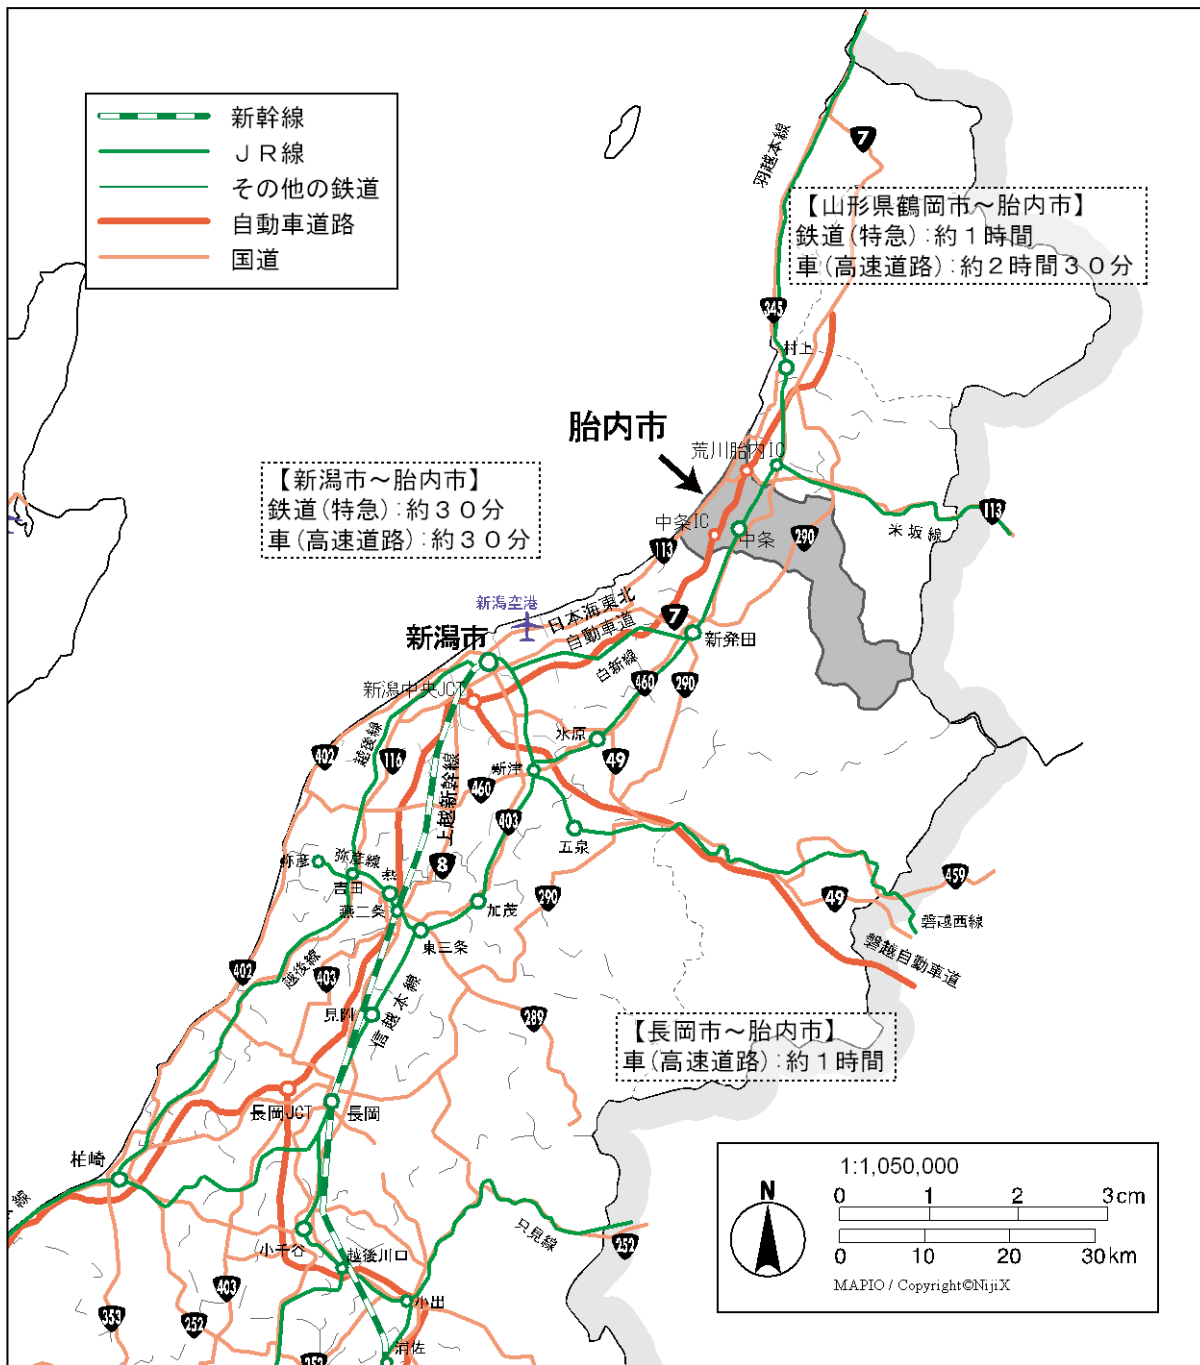 新幹線
ＪＲ線
その他の鉄道
自動車道路
国道
羽越本線
7
【山形県鶴岡市～胎内市】
鉄道(特急):約１時間
車(高速道路):約２時間３０分
345
村上
胎内市
荒川胎内IC
【新潟市～胎内市】
鉄道(特急):約３０分
車(高速道路):約３０分
中条IC
中条
113
290
米坂線
113
新潟空港
日本海東北
自動車道
7
新潟市
新発田
白新線
460
290
新潟中央JCT
水原
402
越後線
116
上越新幹線
新津
49
460
403
五泉
8
弥彦
弥彦線
吉田
燕
燕三条
加茂
290
459
49
磐越西線
東三条
磐越自動車道
402
越後線
403
見附
信越本線
289
【長岡市～胎内市】
車(高速道路):約１時間
長岡JCT
長岡
柏崎
線
小千谷
越後川口
只見線
252
403
353
252
小出
浦佐
252
1:1,050,000
N
0 1 2 3cm
0 10 20 30km
MAPIO / Copyright©NijiX